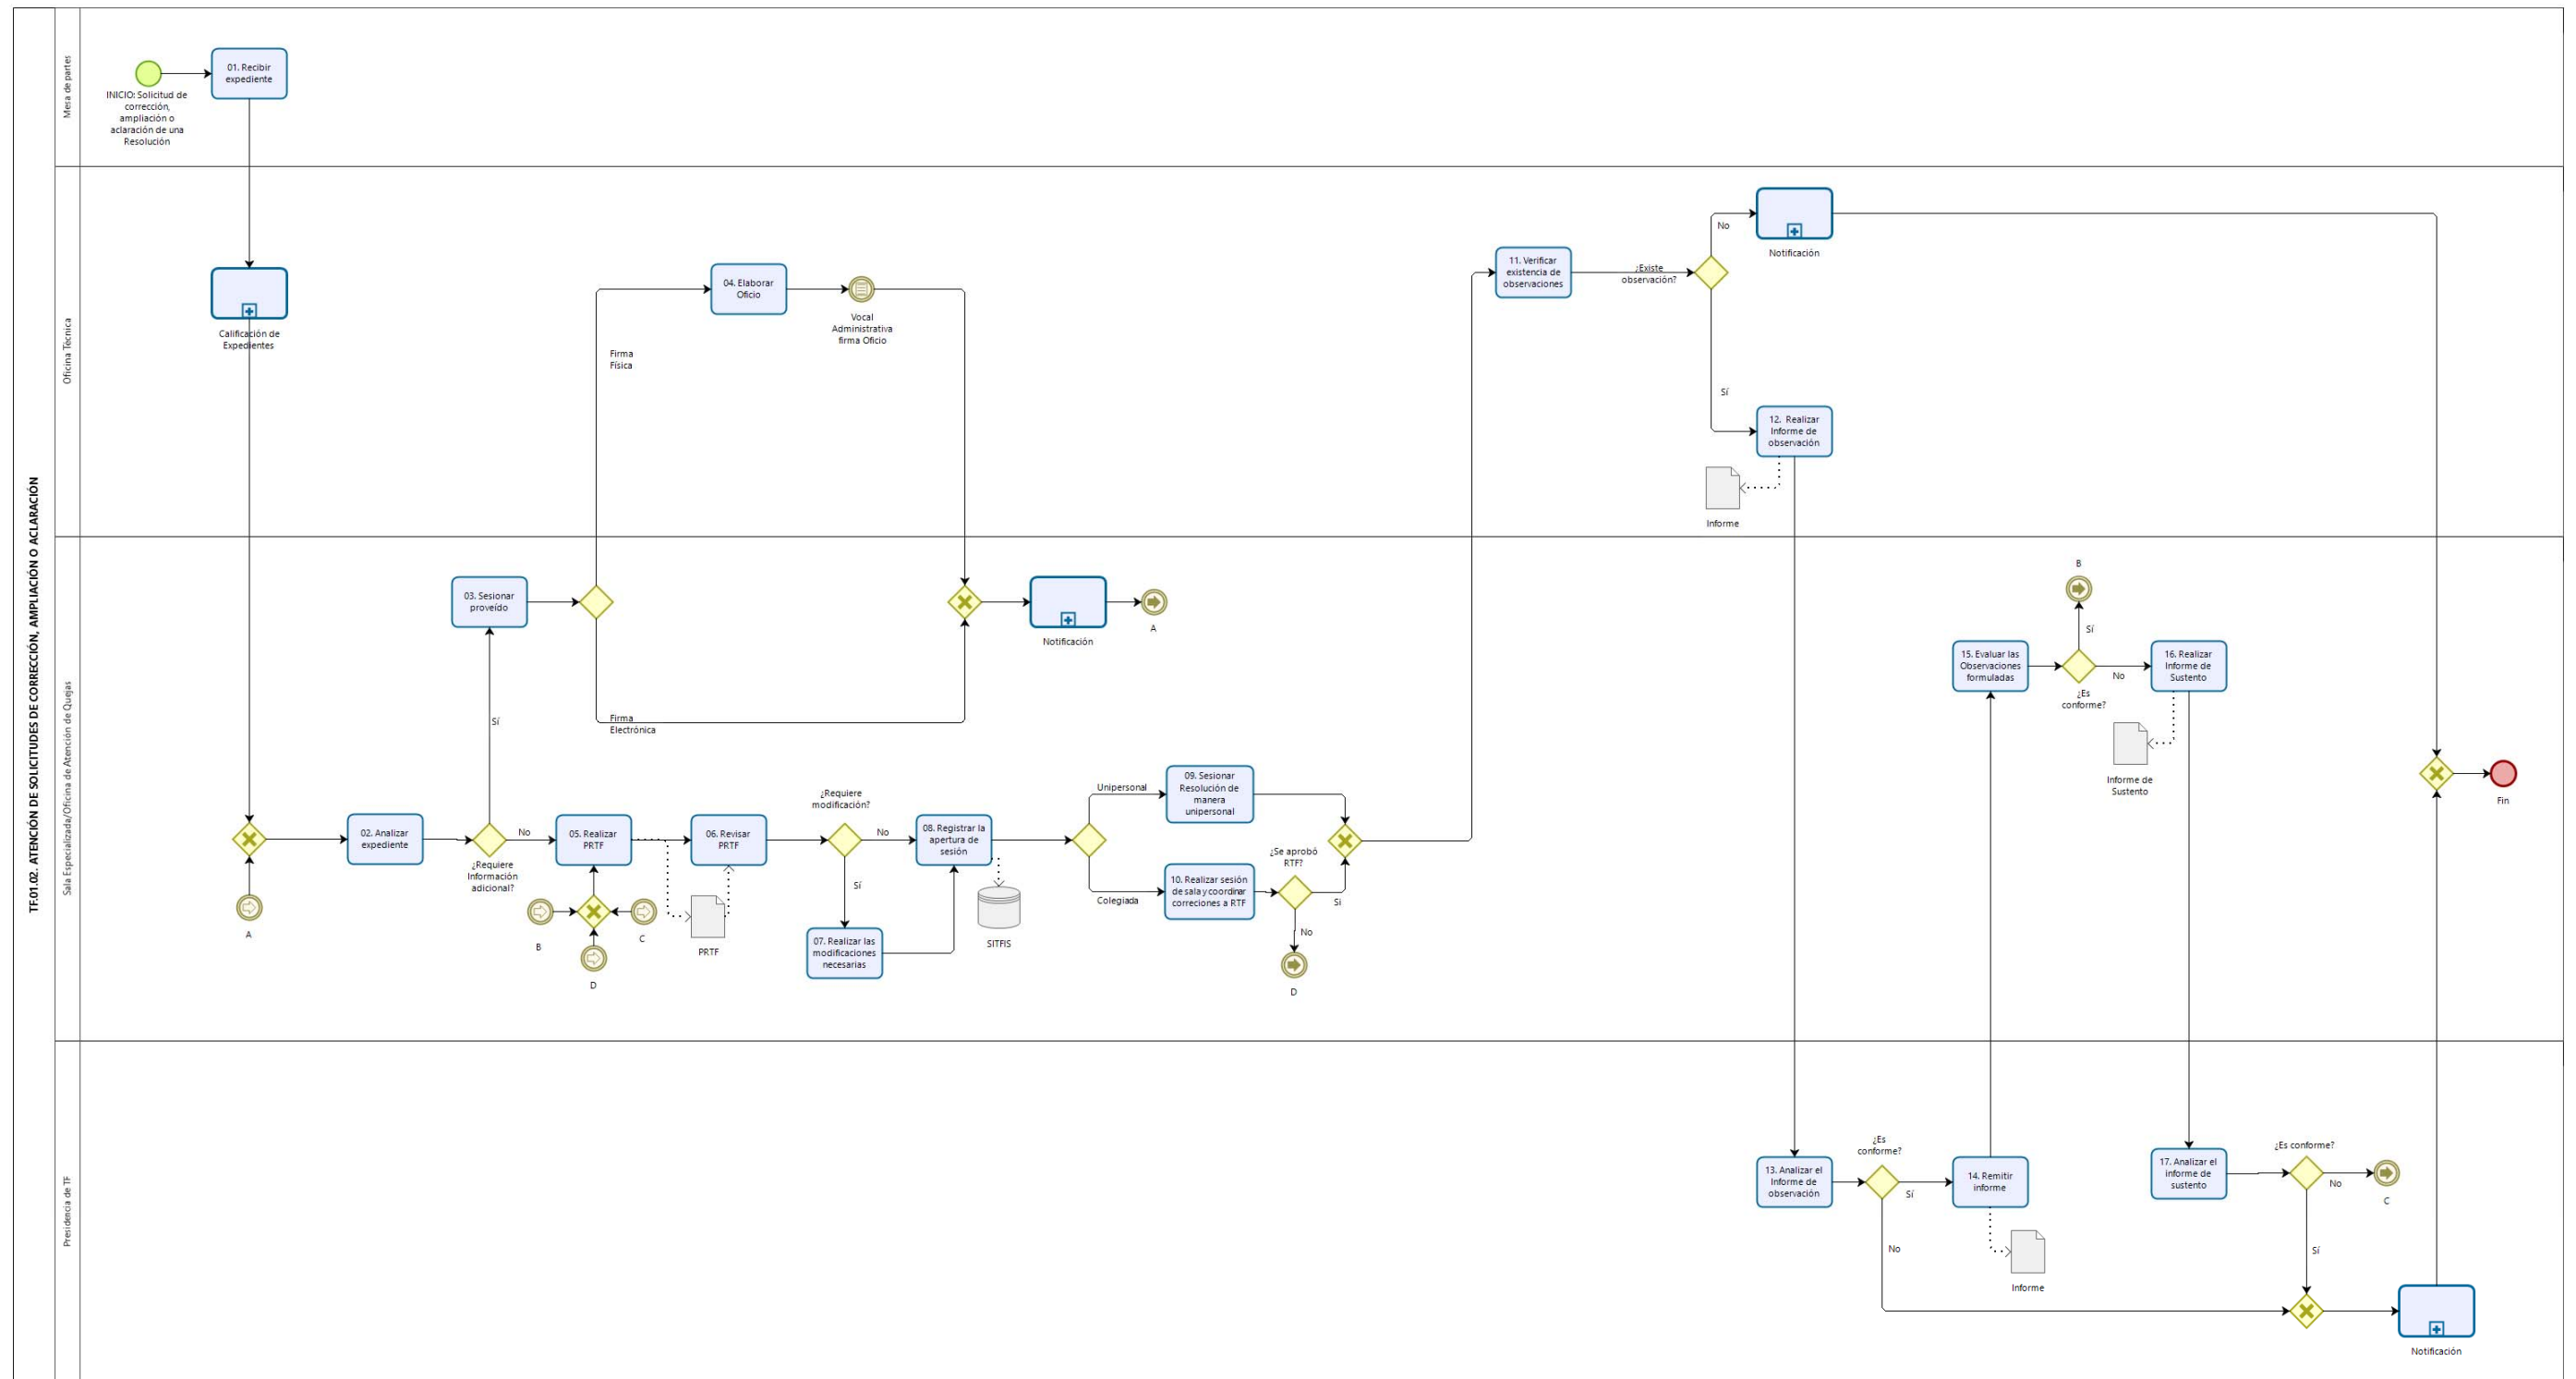 TF.01.02. ATENCIÓN DE SOLICITUDES DE CORRECCIÓN, AMPLIACIÓN O ACLARACIÓN
Mesa de partes
INICIO: Solicitud de
corrección,
ampliación o
aclaración de una
Resolución
01. Recibir
expediente
Oficina Técnica
Calificación de
Expedientes
Firma
Física
04. Elaborar
Oficio
Vocal
Administrativa
firma Oficio
11. Verificar
existencia de
observaciones
¿Existe
observación?
No
Notificación
Sí
12. Realizar
Informe de
observación
Informe
Sala Especializada/Oficina de Atención de Quejas
A
02. Analizar
expediente
¿Requiere
Información
adicional?
Sí
03. Sesionar
proveído
Firma
Electrónica
Notificación
A
No
05. Realizar
PRTF
B
C
D
06. Revisar
PRTF
PRTF
¿Requiere
modificación?
No
Sí
07. Realizar las
modificaciones
necesarias
08. Registrar la
apertura de
sesión
SITFIS
Unipersonal
09. Sesionar
Resolución de
manera
unipersonal
Colegiada
10. Realizar sesión
de sala y coordinar
correciones a RTF
¿Se aprobó
RTF?
Si
No
D
15. Evaluar las
Observaciones
formuladas
B
Sí
¿Es
conforme?
No
16. Realizar
Informe de
Sustento
Informe de
Sustento
Fin
Presidencia de TF
13. Analizar el
Informe de
observación
¿Es
conforme?
Sí
No
14. Remitir
informe
Informe
17. Analizar el
informe de
sustento
¿Es conforme?
No
C
Sí
Notificación